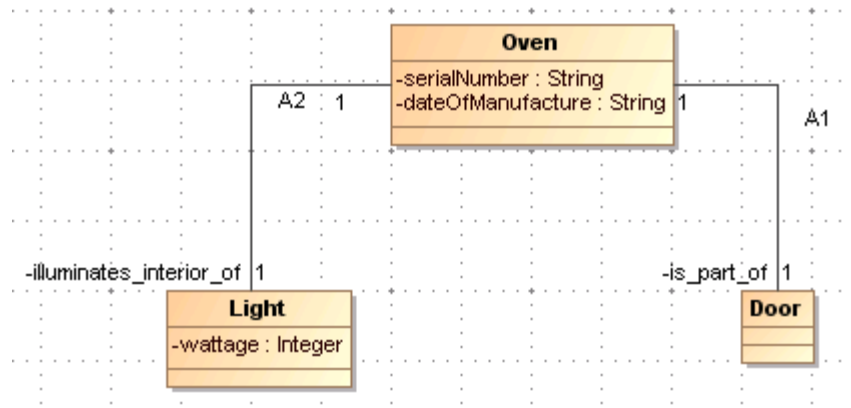 Oven
-serialNumber : String
-dateOfManufacture : String
A2
1
1
A1
-illuminates_interior_of
1
-is_part_of
1
Light
-wattage : Integer
Door